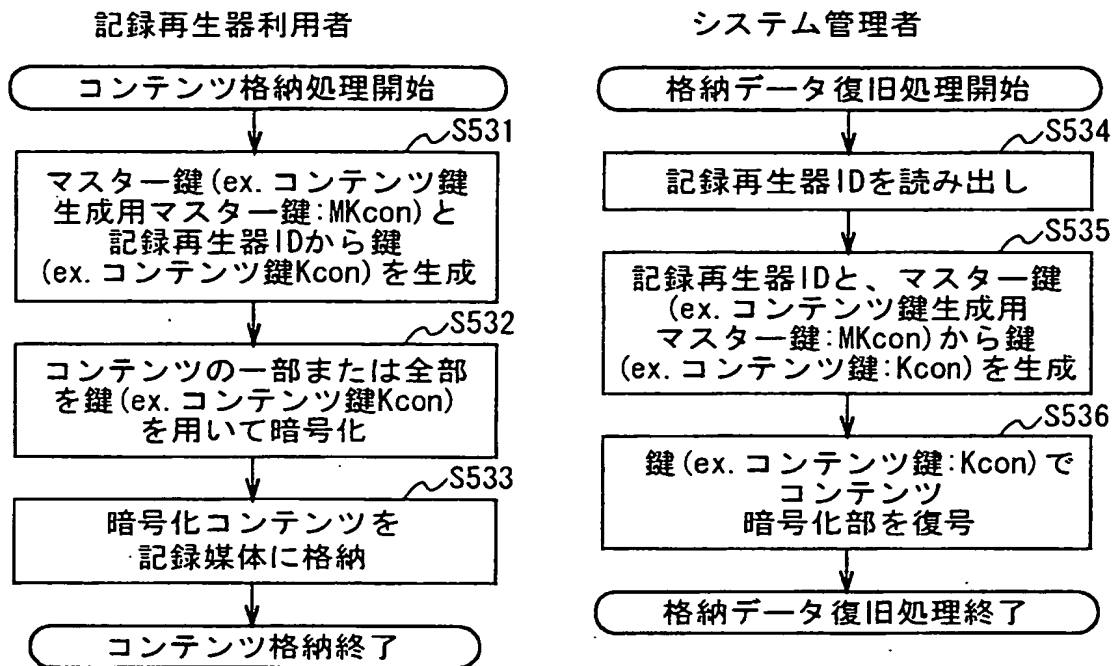 記録再生器利用者
コンテンツ格納処理開始
S531
マスター鍵(ex.コンテンツ鍵
生成用マスター鍵:MKcon)と
記録再生器IDから鍵
(ex.コンテンツ鍵Kcon)を生成
S532
コンテンツの一部または全部
を鍵(ex.コンテンツ鍵Kcon)
を用いて暗号化
S533
暗号化コンテンツを
記録媒体に格納
コンテンツ格納終了
システム管理者
格納データ復旧処理開始
S534
記録再生器IDを読み出し
S535
記録再生器IDと、マスター鍵
(ex.コンテンツ鍵生成用
マスター鍵:MKcon)から鍵
(ex.コンテンツ鍵:Kcon)を生成
S536
鍵(ex.コンテンツ鍵:Kcon)で
コンテンツ
暗号化部を復号
格納データ復旧処理終了